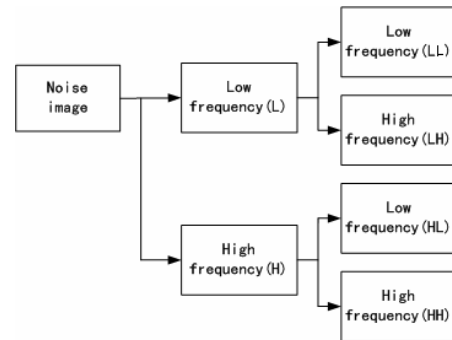 Noise
image
Low
frequency(L)
High
frequency(H)
Low
frequency(LL)
High
frequency(LH)
Low
frequency(HL)
High
frequency(HH)